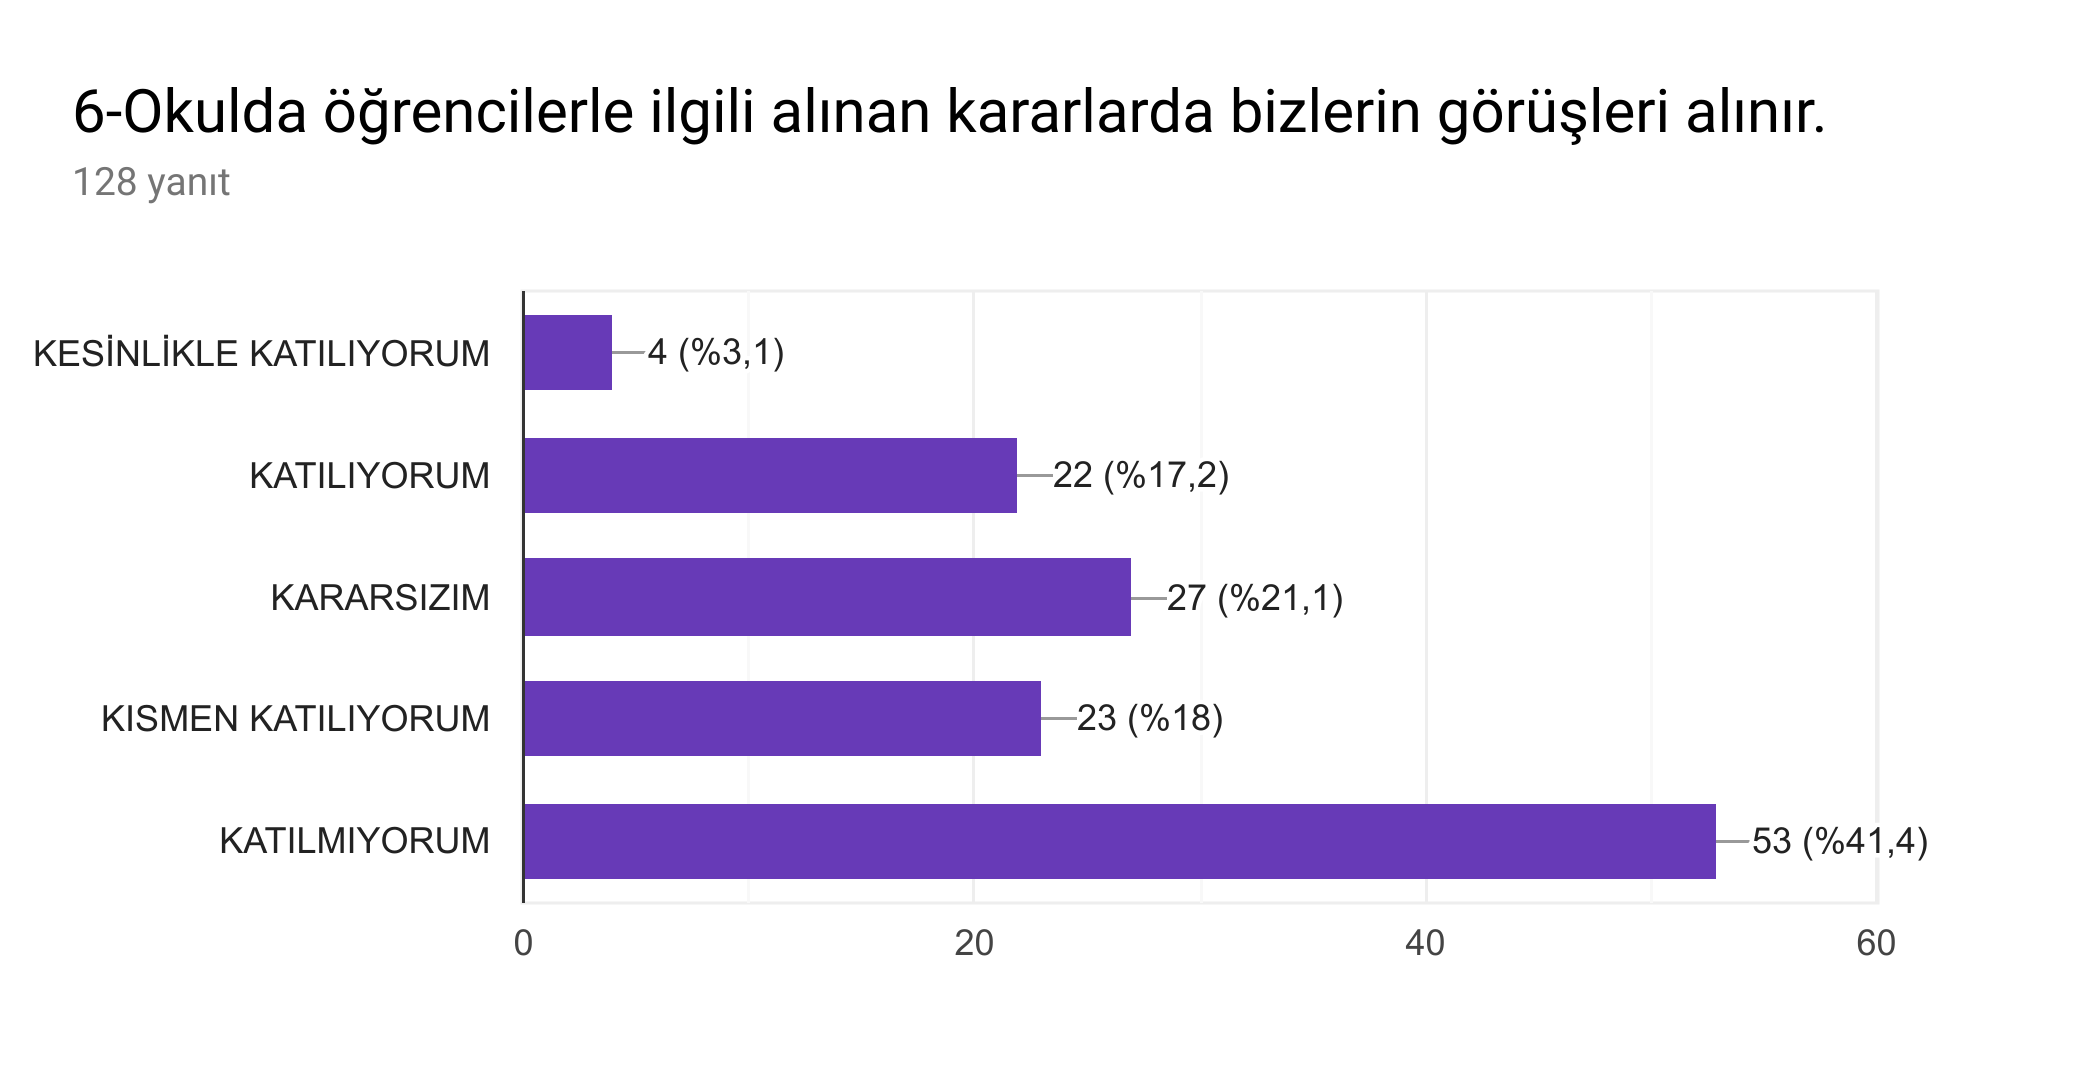 6-Okulda öğrencilerle ilgili alınan kararlarda bizlerin görüşleri alınır.
128 yanıt
KESİNLİKLE KATILIYORUM 4 (%3,1)
KATILIYORUM 22 (%17,2)
KARARSIZIM 27 (%21,1)
KISMEN KATILIYORUM 23 (%18)
KATILMIYORUM 53 (%41,4)
0 20 40 60